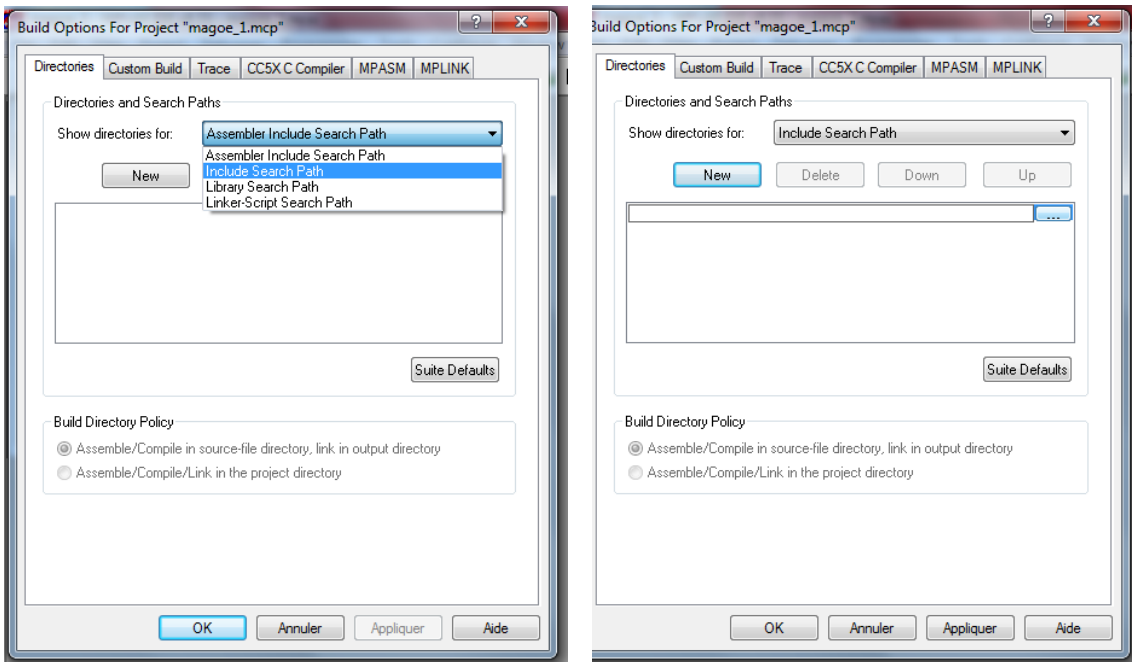 Build Options For Project "magoe_1.mcp"
Directories Custom Build Trace CC5X C Compiler MPASM MPLINK
Directories and Search Paths
Show directories for: Assembler Include Search Path
Assembler Include Search Path
New Include Search Path
Library Search Path
Linker-Script Search Path
Suite Defaults
Build Directory Policy
Assemble/Compile in source-file directory, link in output directory
Assemble/Compile/Link in the project directory
OK Annuler Appliquer Aide
Build Options For Project "magoe_1.mcp"
Directories Custom Build Trace CC5X C Compiler MPASM MPLINK
Directories and Search Paths
Show directories for: Include Search Path
New Delete Down Up
...
Suite Defaults
Build Directory Policy
Assemble/Compile in source-file directory, link in output directory
Assemble/Compile/Link in the project directory
OK Annuler Appliquer Aide